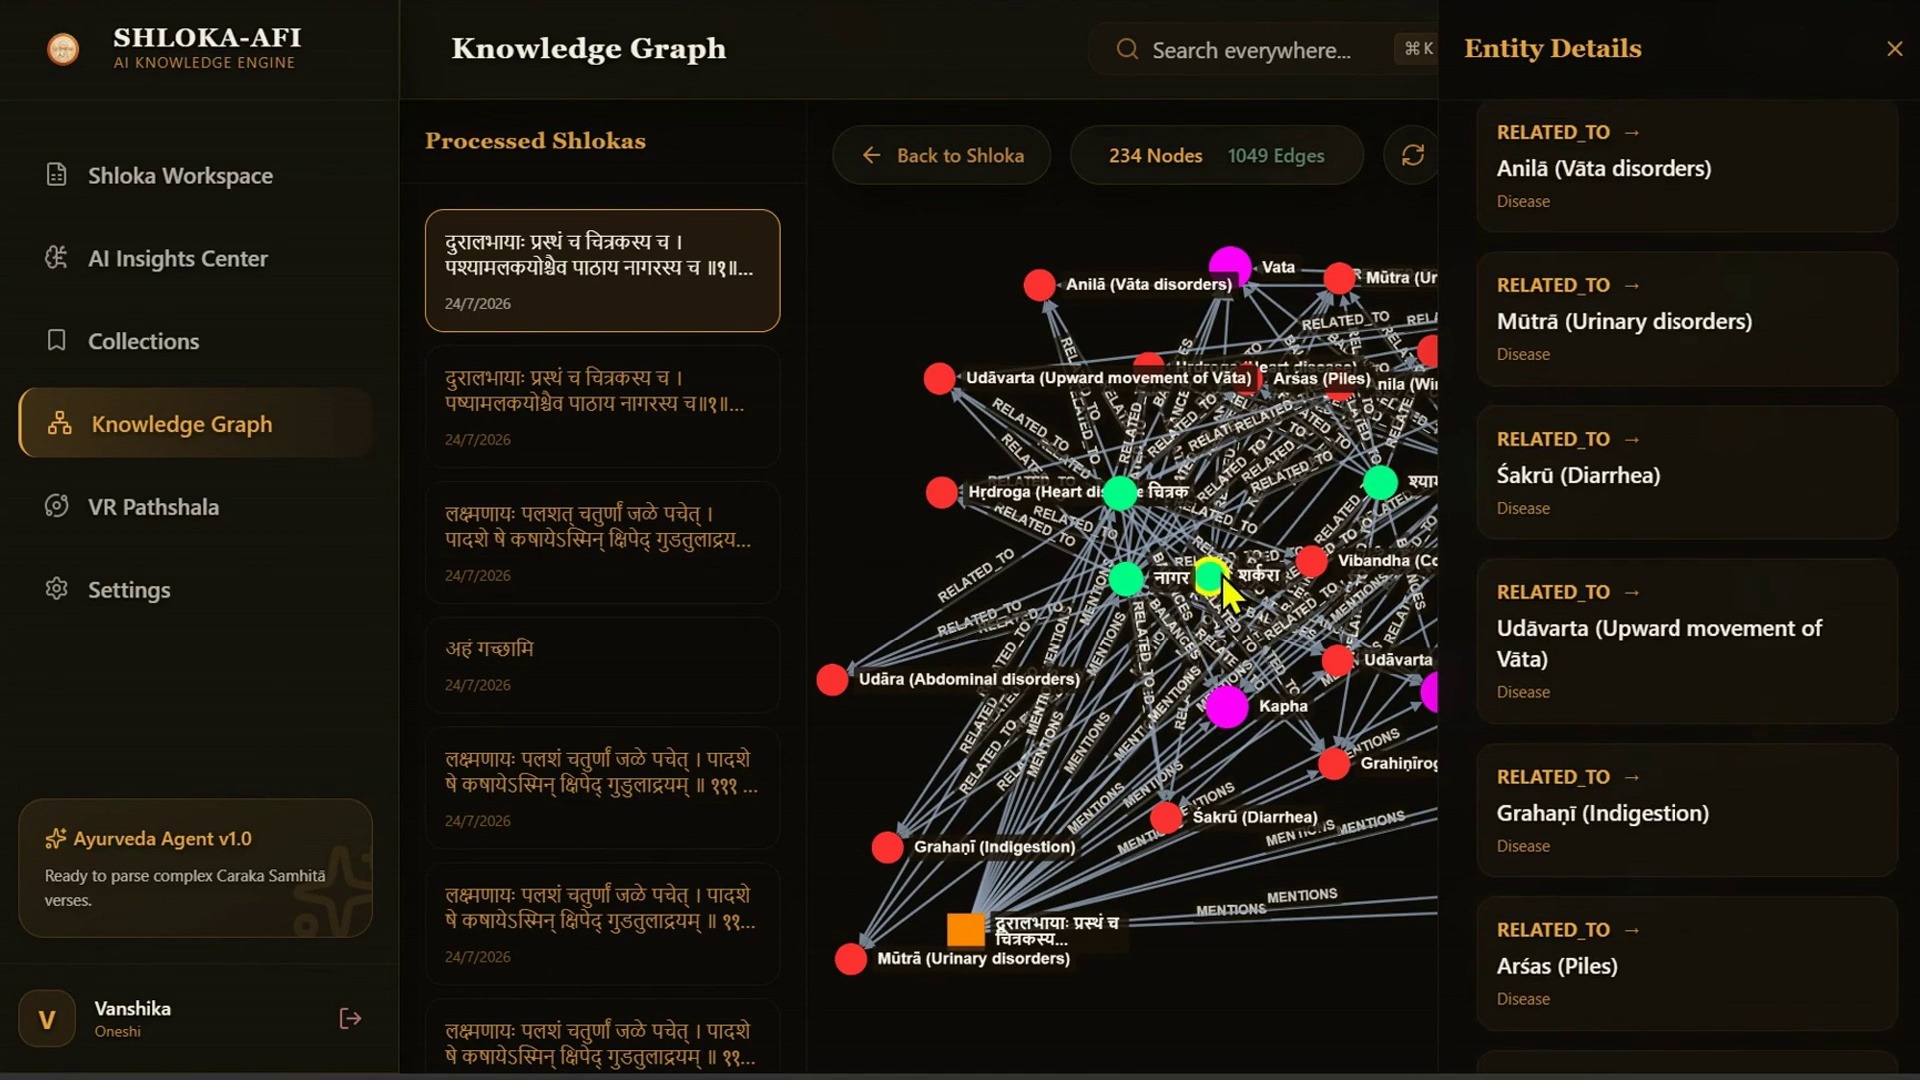 SHLOKA-AFI
AI KNOWLEDGE ENGINE
Shloka Workspace
AI Insights Center
Collections
Knowledge Graph
VR Pathshala
Settings
Ayurveda Agent v1.0
Ready to parse complex Caraka Samhitā
verses.
V
Vanshika
Oneshi
Knowledge Graph
Search everywhere...
⌘K
Processed Shlokas
दुरालभायाः प्रस्थं च चित्रकस्य च ।
पश्यामलकयोश्चैव पाठाय नागरस्य च ॥१॥...
24/7/2026
दुरालभायाः प्रस्थं च चित्रकस्य च ।
पष्यामलकयोश्चैव पाठाय नागरस्य च॥१॥...
24/7/2026
लक्ष्मणायः पलशत् चतुर्णां जळे पचेत् ।
पादशे षे कषायेऽस्मिन् क्षिपेद् गुडतुलाद्रय...
24/7/2026
अहं गच्छामि
24/7/2026
लक्ष्मणायः पलशं चतुर्णां जळे पचेत् । पादशे
षे कषायेऽस्मिन् क्षिपेद् गुडुलाद्रयम् ॥ १११ ...
24/7/2026
लक्ष्मणायः पलशं चतुर्णां जळे पचेत् । पादशे
षे कषायेऽस्मिन् क्षिपेद् गुडतुलाद्रयम् ॥ ११...
24/7/2026
लक्ष्मणायः पलशं चतुर्णां जळे पचेत् । पादशे
षे कषायेऽस्मिन् क्षिपेद् गुडतुलाद्रयम् ॥ ११...
← Back to Shloka
234 Nodes 1049 Edges
Vata
Anilā (Vāta disorders)
Mūtra (Ur
RELATED_TO
Udāvarta (Upward movement of Vāta)
Arśas (Piles)
nila (Wi
Hṛdroga (Heart
चित्रक
श्या
नागर
शर्करा
Vibandha (Co
Udāvarta
Udāra (Abdominal disorders)
Kapha
Grahiṇīro
Śakrū (Diarrhea)
Grahaṇī (Indigestion)
MENTIONS
MENTIONS
MENTIONS
दुरालभायाः प्रस्थं च
चित्रकस्य...
Mūtrā (Urinary disorders)
Entity Details
RELATED_TO →
Anilā (Vāta disorders)
Disease
RELATED_TO →
Mūtrā (Urinary disorders)
Disease
RELATED_TO →
Śakrū (Diarrhea)
Disease
RELATED_TO →
Udāvarta (Upward movement of
Vāta)
Disease
RELATED_TO →
Grahaṇī (Indigestion)
Disease
RELATED_TO →
Arśas (Piles)
Disease